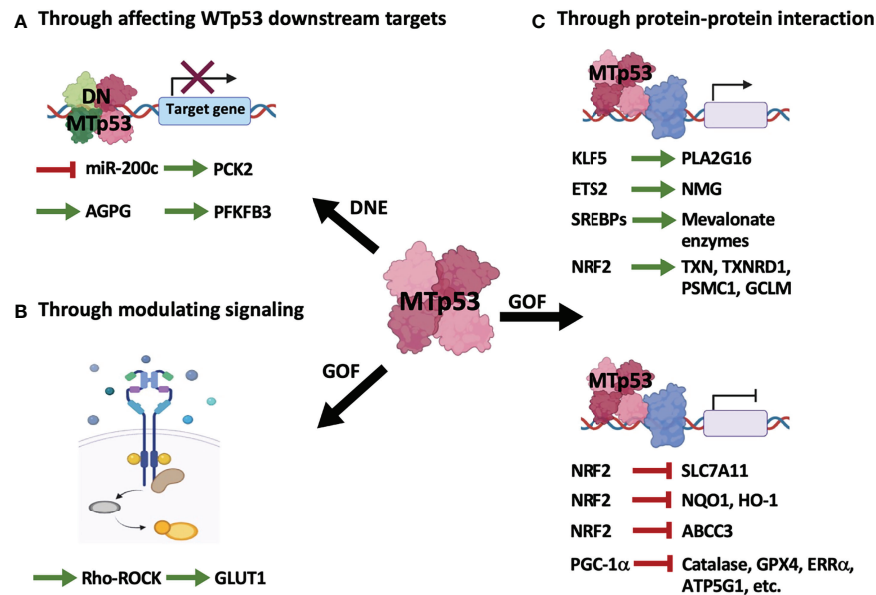 A Through affecting WTp53 downstream targets
DN
MTp53
Target gene
miR-200c
PCK2
AGPG
PFKFB3
DNE
MTp53
GOF
GOF
B Through modulating signaling
Rho-ROCK
GLUT1
C Through protein-protein interaction
MTp53
KLF5
PLA2G16
ETS2
NMG
SREBPs
Mevalonate
enzymes
NRF2
TXN, TXNRD1,
PSMC1, GCLM
MTp53
NRF2
SLC7A11
NRF2
NQO1, HO-1
NRF2
ABCC3
PGC-1α
Catalase, GPX4, ERRα,
ATP5G1, etc.